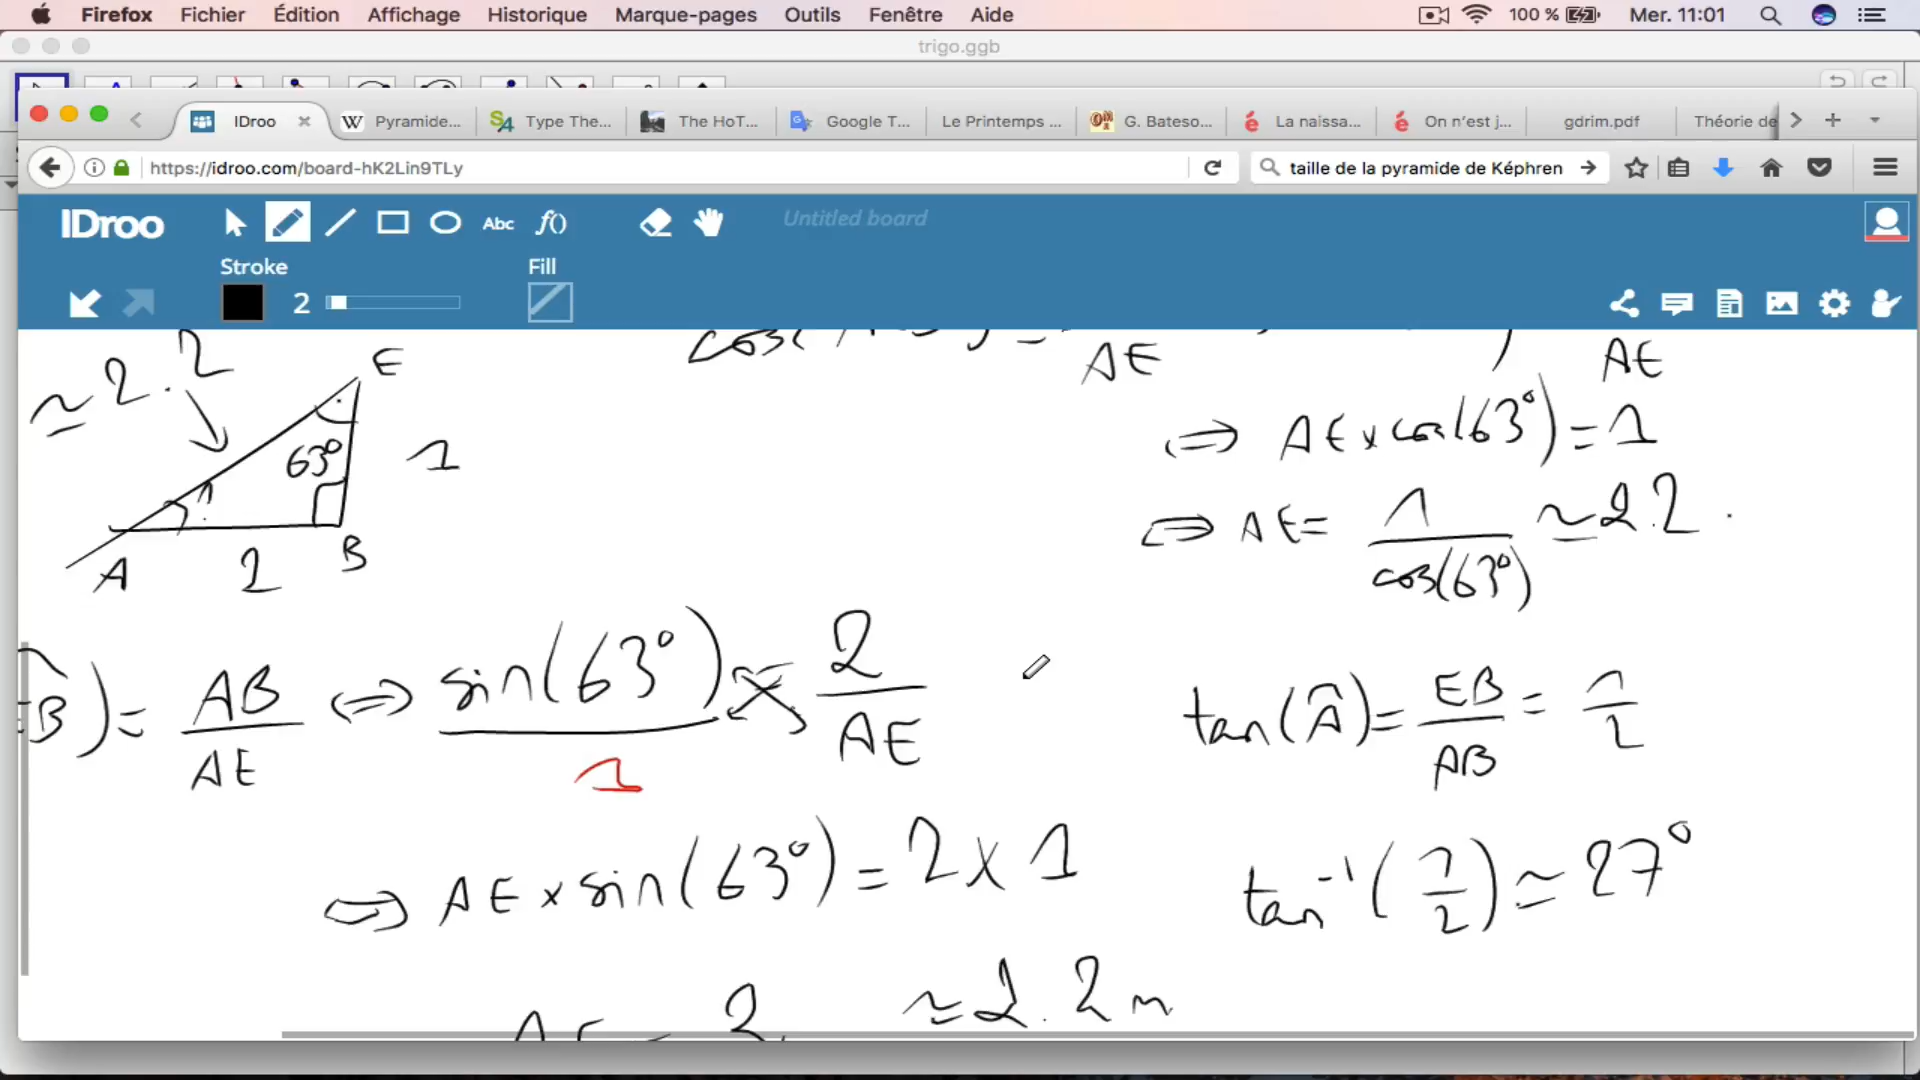 Firefox Fichier Édition Affichage Historique Marque-pages Outils Fenêtre Aide 100 % Mer. 11:01
trigo.ggb
IDroo Pyramide... Type The... The HoT... Google T... Le Printemps ... G. Bateso... La naissa... On n'est j... gdrim.pdf Théorie de
https://idroo.com/board-hK2Lin9TLy taille de la pyramide de Képhren
IDroo Abc f() Untitled board
Stroke Fill
2
≃2.2 E
AE AE
63° 1
⇔ AE×cos(63°)=1
?
A 2 B
⇔ AE= 1/cos(63°) ≃2.2
B)= AB/AE ⇔ sin(63°)/1 = 2/AE
tan(Â)= EB/AB = 1/2
⇔ AE×sin(63°)=2×1
tan⁻¹(1/2)≃27°
AE = 2 ≃2.2m